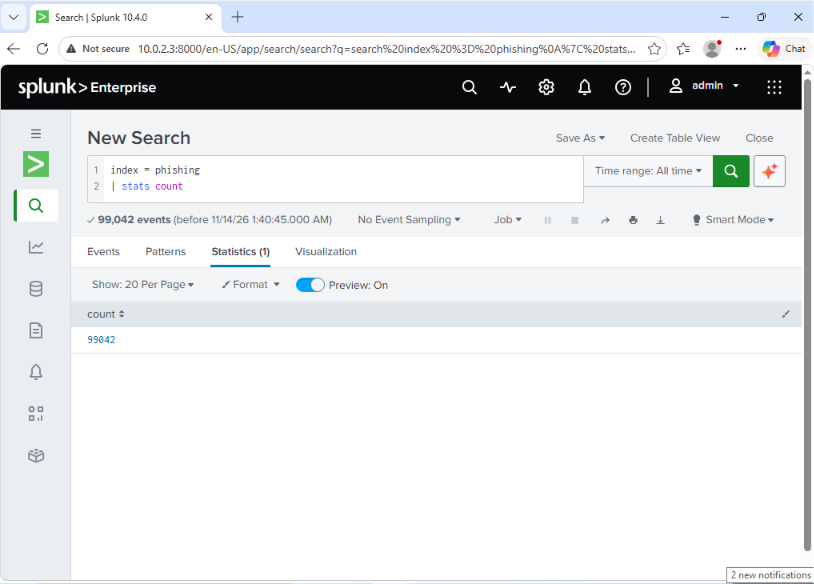 Search | Splunk 10.4.0
Not secure 10.0.2.3:8000/en-US/app/search/search?q=search%20index%20%3D%20phishing%20%0A%7C%20stats...
Chat
splunk> Enterprise
admin
New Search
Save As Create Table View Close
1 index = phishing
2 | stats count
Time range: All time
99,042 events (before 11/14/26 1:40:45.000 AM) No Event Sampling Job Smart Mode
Events Patterns Statistics (1) Visualization
Show: 20 Per Page Format Preview: On
count
99042
2 new notifications